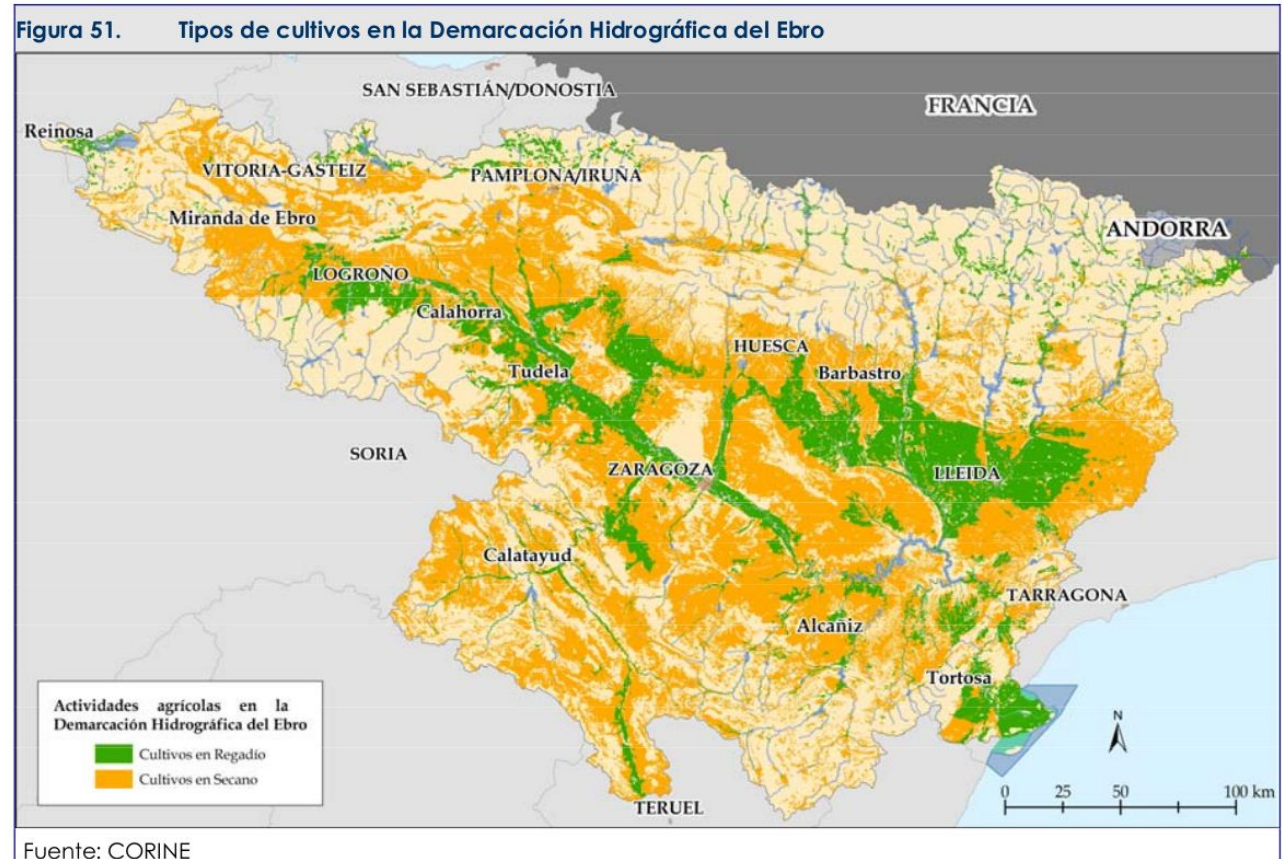 Figura 51. Tipos de cultivos en la Demarcación Hidrográfica del Ebro
SAN SEBASTIÁN/DONOSTIA
FRANCIA
Reinosa
VITORIA-GASTEIZ
PAMPLONA/IRUÑA
Miranda de Ebro
ANDORRA
LOGROÑO
Calahorra
HUESCA
Tudela
Barbastro
SORIA
ZARAGOZA
LLEIDA
Calatayud
TARRAGONA
Alcañiz
Tortosa
Actividades agrícolas en la
Demarcación Hidrográfica del Ebro
Cultivos en Regadío
Cultivos en Secano
N
0 25 50 100 km
TERUEL
Fuente: CORINE